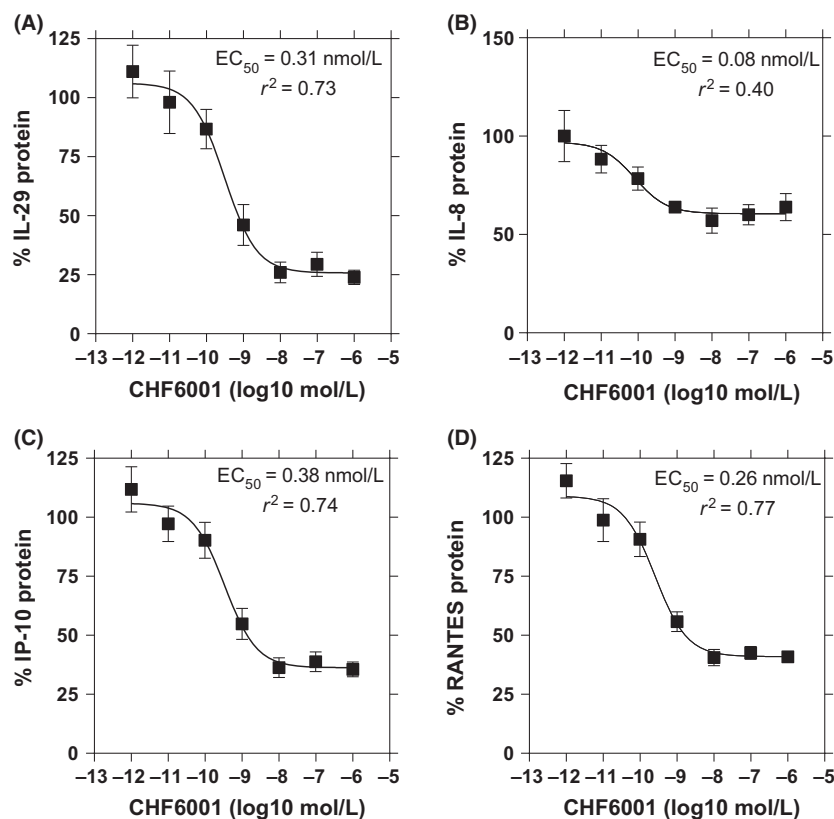 (A)
EC50 = 0.31 nmol/L
r2 = 0.73
125
100
75
50
25
0
% IL-29 protein
–13 –12 –11 –10 –9 –8 –7 –6 –5
CHF6001 (log10 mol/L)
(B)
EC50 = 0.08 nmol/L
r2 = 0.40
150
100
50
0
% IL-8 protein
–13 –12 –11 –10 –9 –8 –7 –6 –5
CHF6001 (log10 mol/L)
(C)
EC50 = 0.38 nmol/L
r2 = 0.74
125
100
75
50
25
0
% IP-10 protein
–13 –12 –11 –10 –9 –8 –7 –6 –5
CHF6001 (log10 mol/L)
(D)
EC50 = 0.26 nmol/L
r2 = 0.77
125
100
75
50
25
0
% RANTES protein
–13 –12 –11 –10 –9 –8 –7 –6 –5
CHF6001 (log10 mol/L)